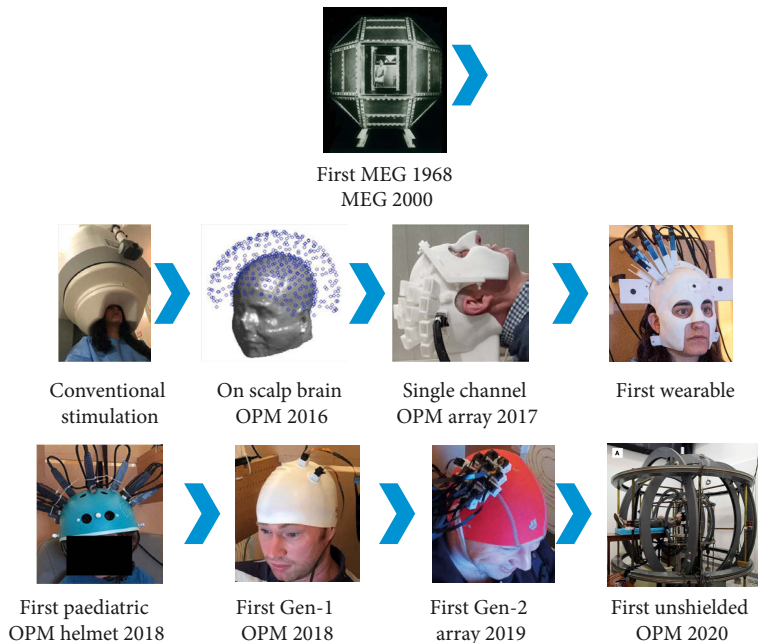 First MEG 1968
MEG 2000
Conventional
stimulation
On scalp brain
OPM 2016
Single channel
OPM array 2017
First wearable
First paediatric
OPM helmet 2018
First Gen-1
OPM 2018
First Gen-2
array 2019
A
First unshielded
OPM 2020